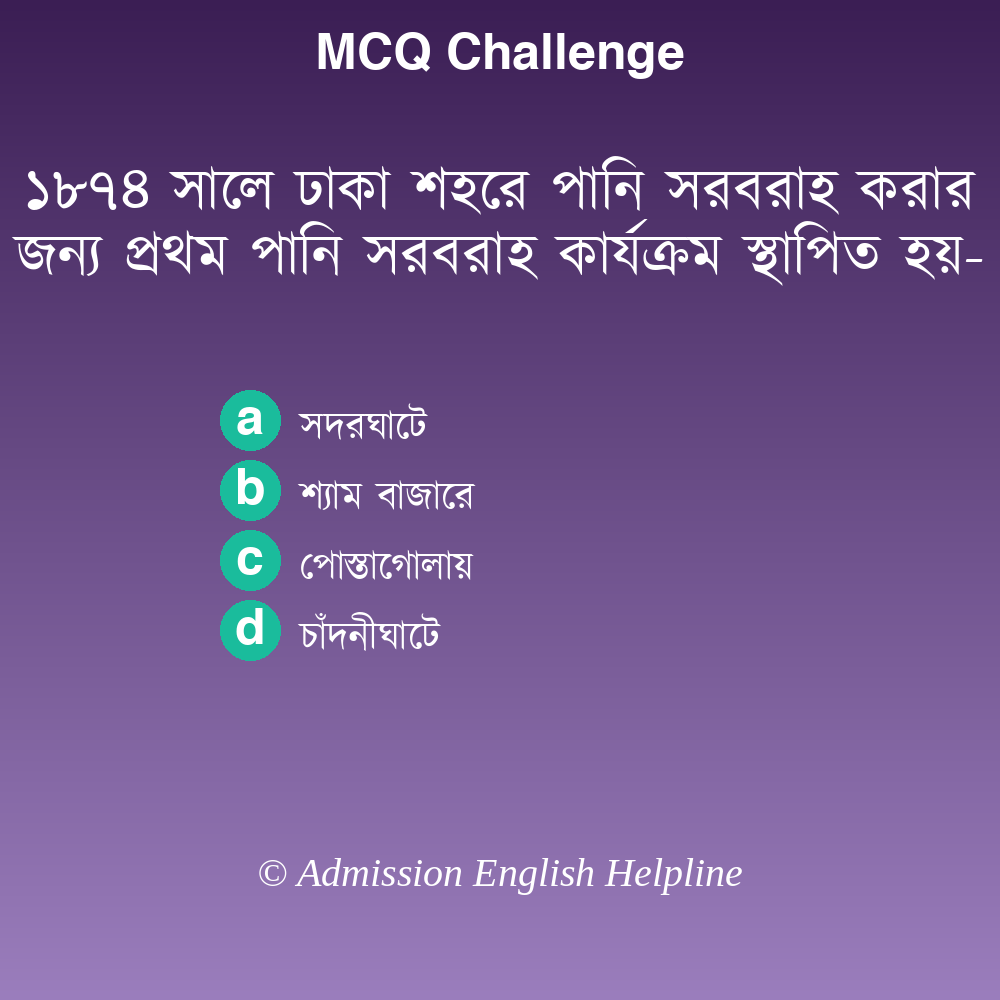 MCQ Challenge
১৮৭৪ সালে ঢাকা শহরে পানি সরবরাহ করার
জন্য প্রথম পানি সরবরাহ কার্যক্রম স্থাপিত হয়-
a সদরঘাটে
b শ্যাম বাজারে
c পোস্তাগোলায়
d চাঁদনীঘাটে
© Admission English Helpline